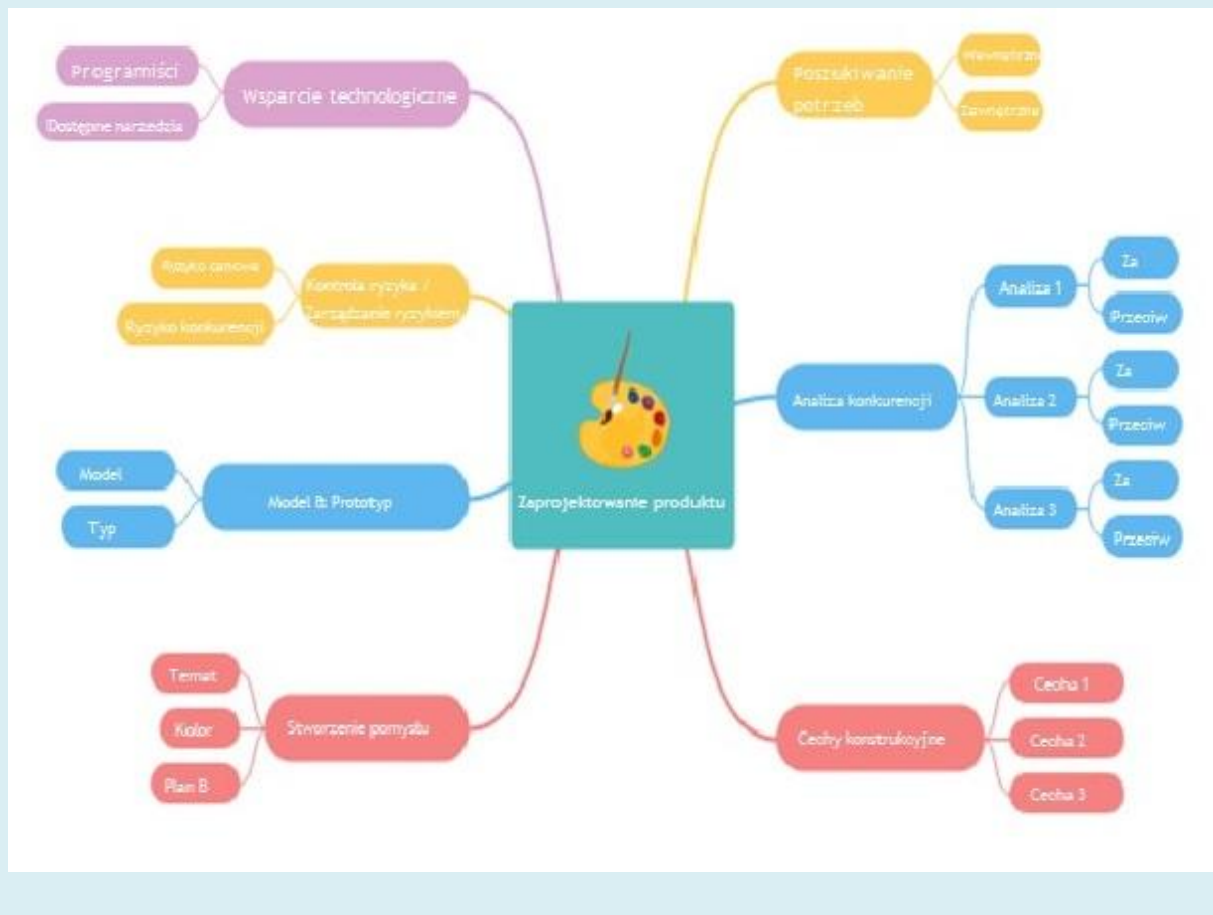 Programiści
Dostępne narzedzia
Wsparcie technologiczne
Poszukiwanie
potrzeb
Wewnętrzne
Zewnętrzne
Ryzyko cenowe
Ryzyko konkurencji
Kontrola ryzyka /
Zarządzanie ryzykiem
Analiza konkurencji
Analiza 1
Za
Przeciw
Analiza 2
Za
Przeciw
Analiza 3
Za
Przeciw
Zaprojektowanie produktu
Model
Typ
Model & Prototyp
Temat
Kolor
Plan B
Stworzenie pomysłu
Cechy konstrukcyjne
Cecha 1
Cecha 2
Cecha 3